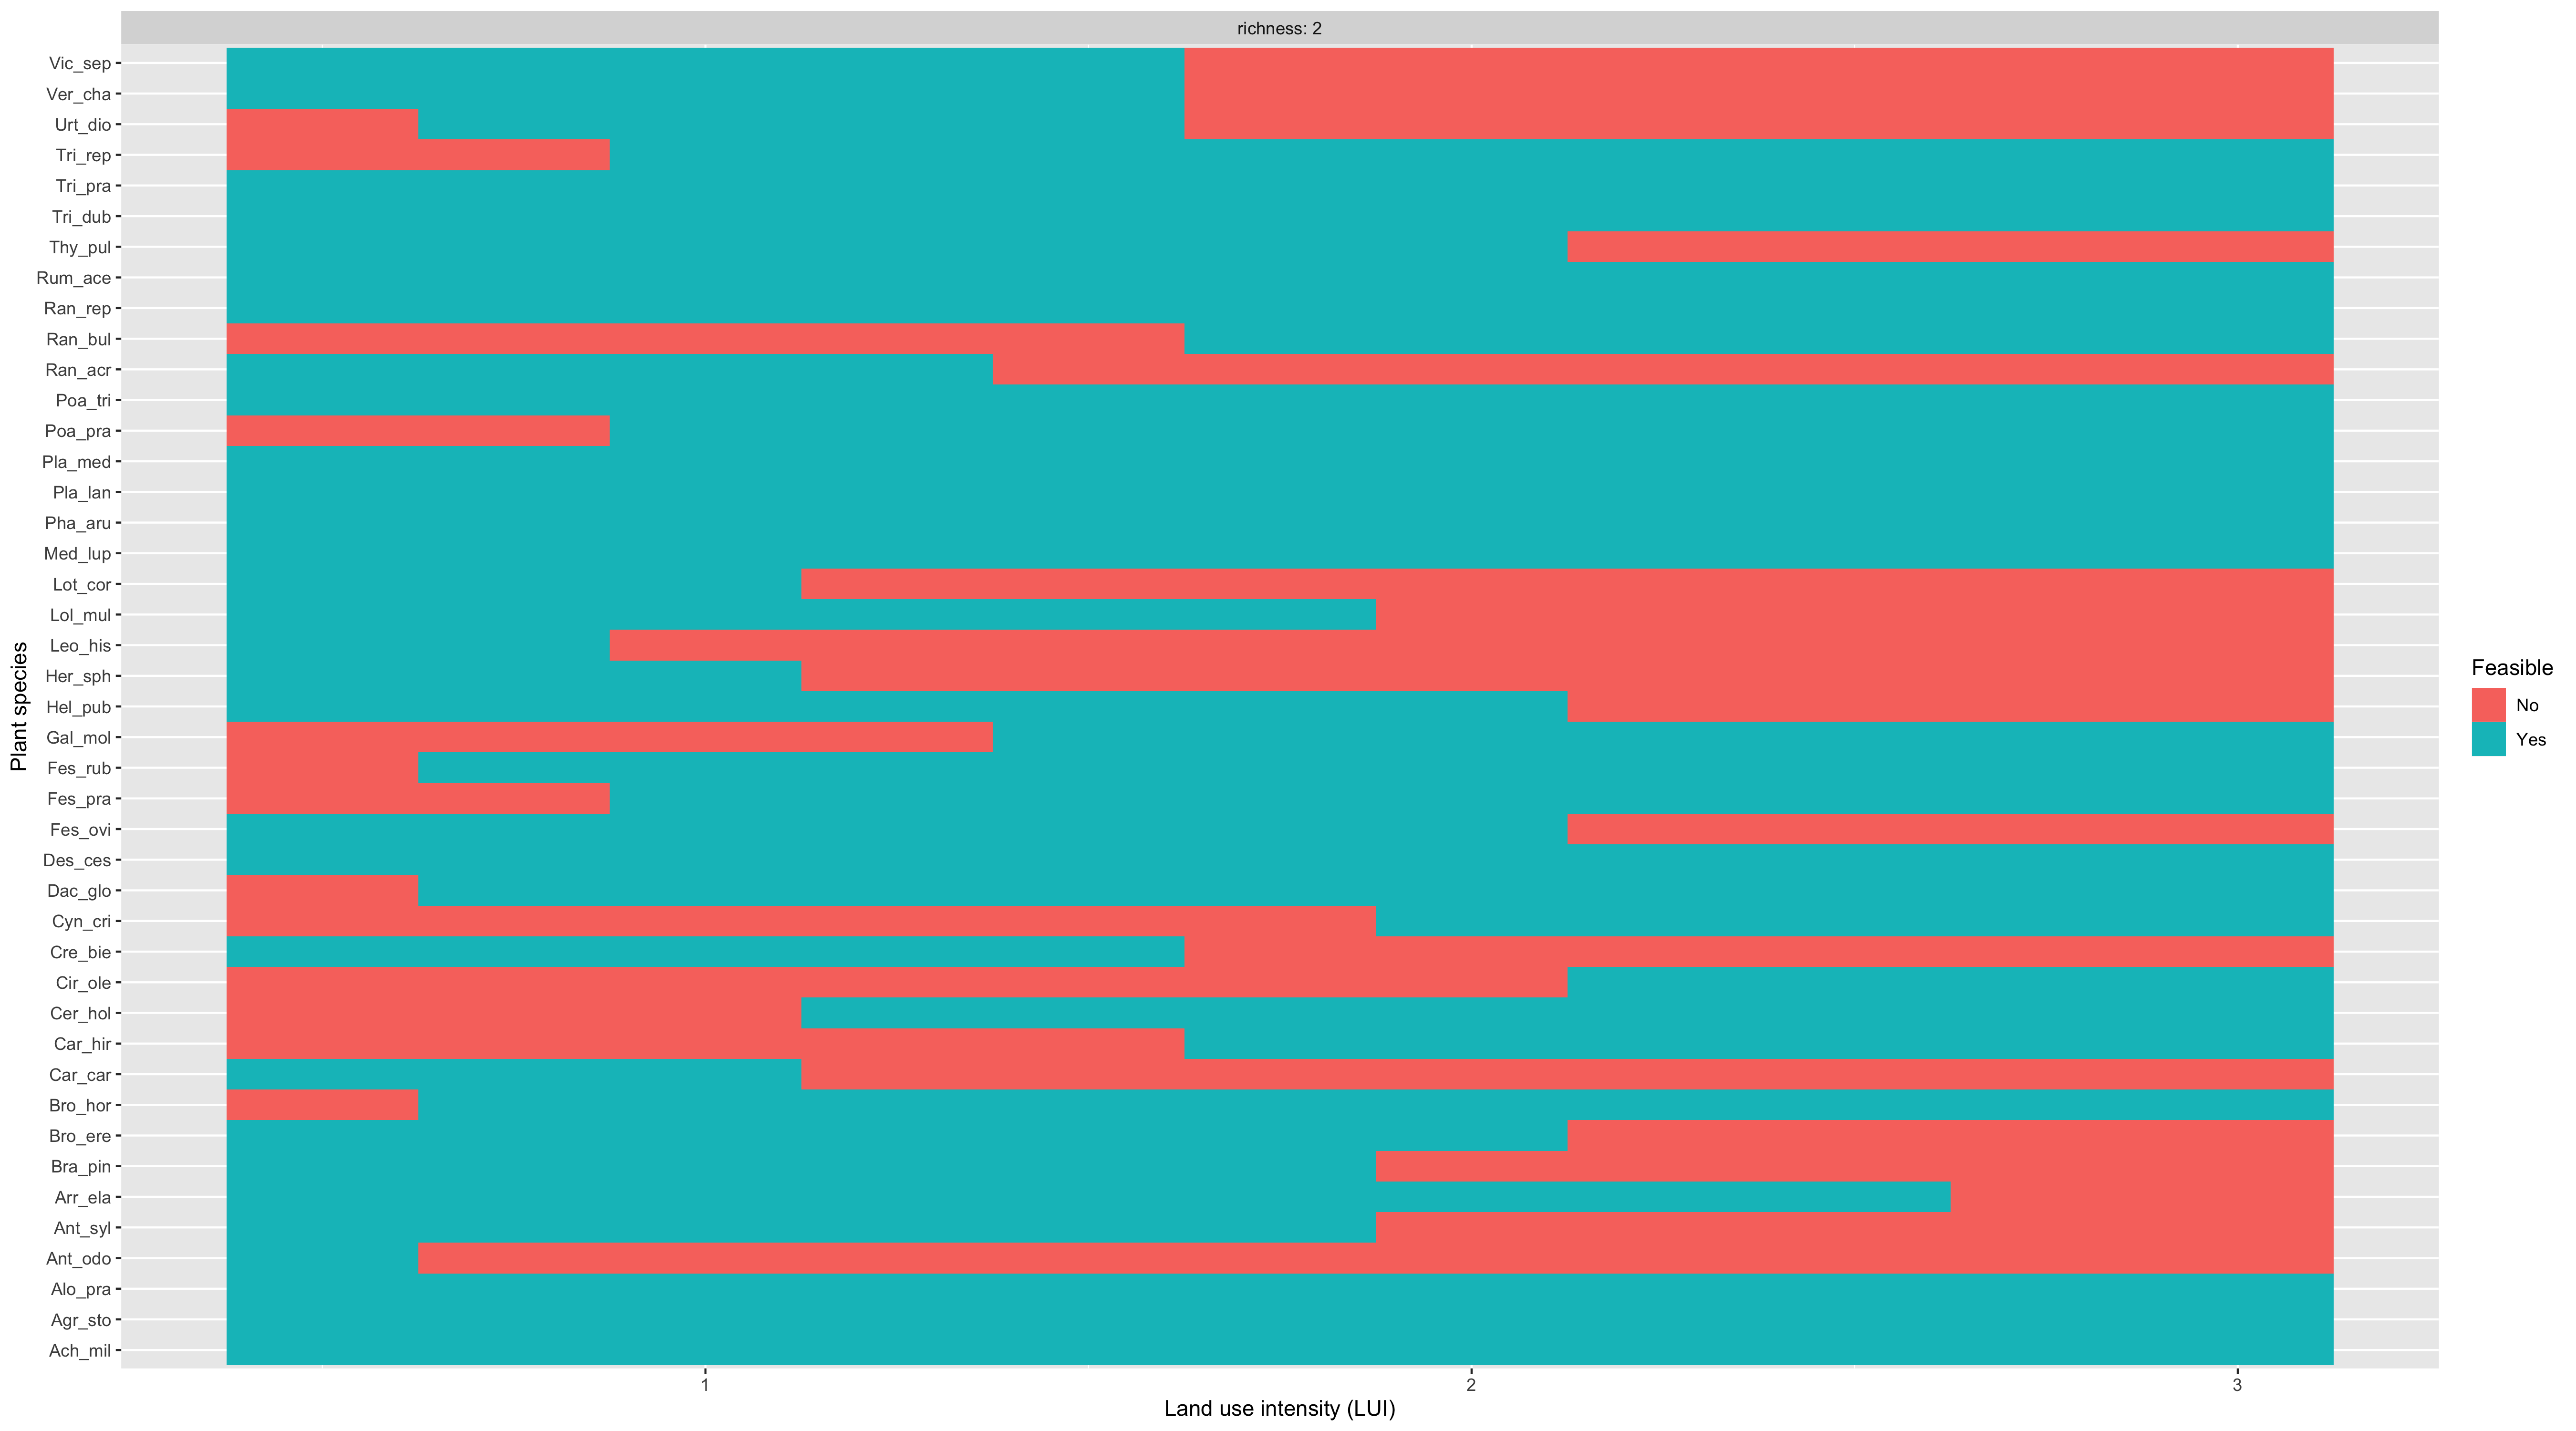 richness: 2
Vic_sep
Ver_cha
Urt_dio
Tri_rep
Tri_pra
Tri_dub
Thy_pul
Rum_ace
Ran_rep
Ran_bul
Ran_acr
Poa_tri
Poa_pra
Pla_med
Pla_lan
Pha_aru
Med_lup
Lot_cor
Lol_mul
Leo_his
Her_sph
Hel_pub
Gal_mol
Fes_rub
Fes_pra
Fes_ovi
Des_ces
Dac_glo
Cyn_cri
Cre_bie
Cir_ole
Cer_hol
Car_hir
Car_car
Bro_hor
Bro_ere
Bra_pin
Arr_ela
Ant_syl
Ant_odo
Alo_pra
Agr_sto
Ach_mil
Plant species
1 2 3
Land use intensity (LUI)
Feasible
No
Yes